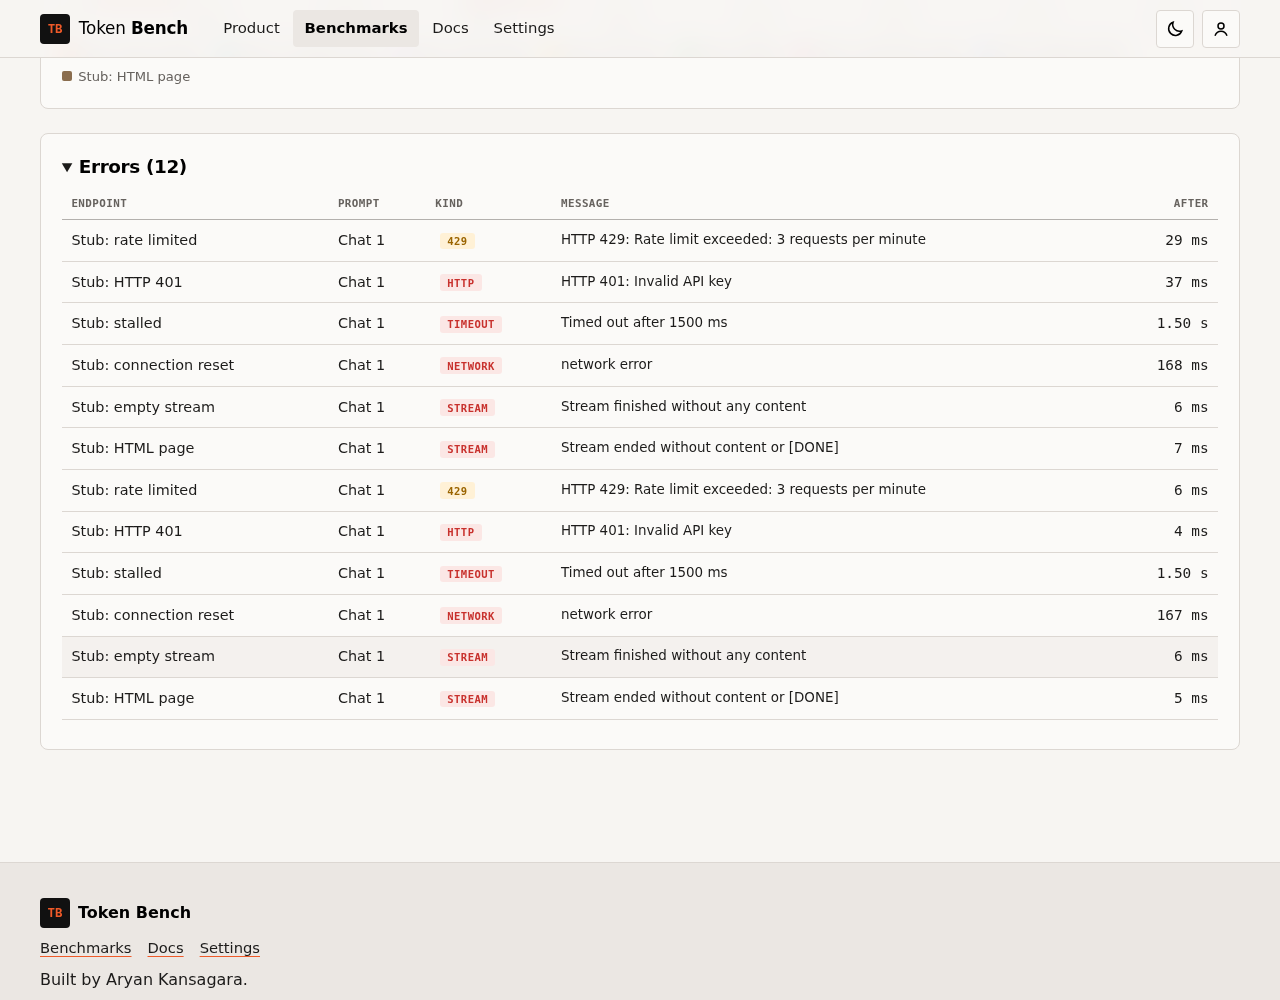 TB Token Bench Product Benchmarks Docs Settings
Stub: HTML page
▼ Errors (12)
ENDPOINT PROMPT KIND MESSAGE AFTER
Stub: rate limited Chat 1 429 HTTP 429: Rate limit exceeded: 3 requests per minute 29 ms
Stub: HTTP 401 Chat 1 HTTP HTTP 401: Invalid API key 37 ms
Stub: stalled Chat 1 TIMEOUT Timed out after 1500 ms 1.50 s
Stub: connection reset Chat 1 NETWORK network error 168 ms
Stub: empty stream Chat 1 STREAM Stream finished without any content 6 ms
Stub: HTML page Chat 1 STREAM Stream ended without content or [DONE] 7 ms
Stub: rate limited Chat 1 429 HTTP 429: Rate limit exceeded: 3 requests per minute 6 ms
Stub: HTTP 401 Chat 1 HTTP HTTP 401: Invalid API key 4 ms
Stub: stalled Chat 1 TIMEOUT Timed out after 1500 ms 1.50 s
Stub: connection reset Chat 1 NETWORK network error 167 ms
Stub: empty stream Chat 1 STREAM Stream finished without any content 6 ms
Stub: HTML page Chat 1 STREAM Stream ended without content or [DONE] 5 ms
TB Token Bench
Benchmarks Docs Settings
Built by Aryan Kansagara.